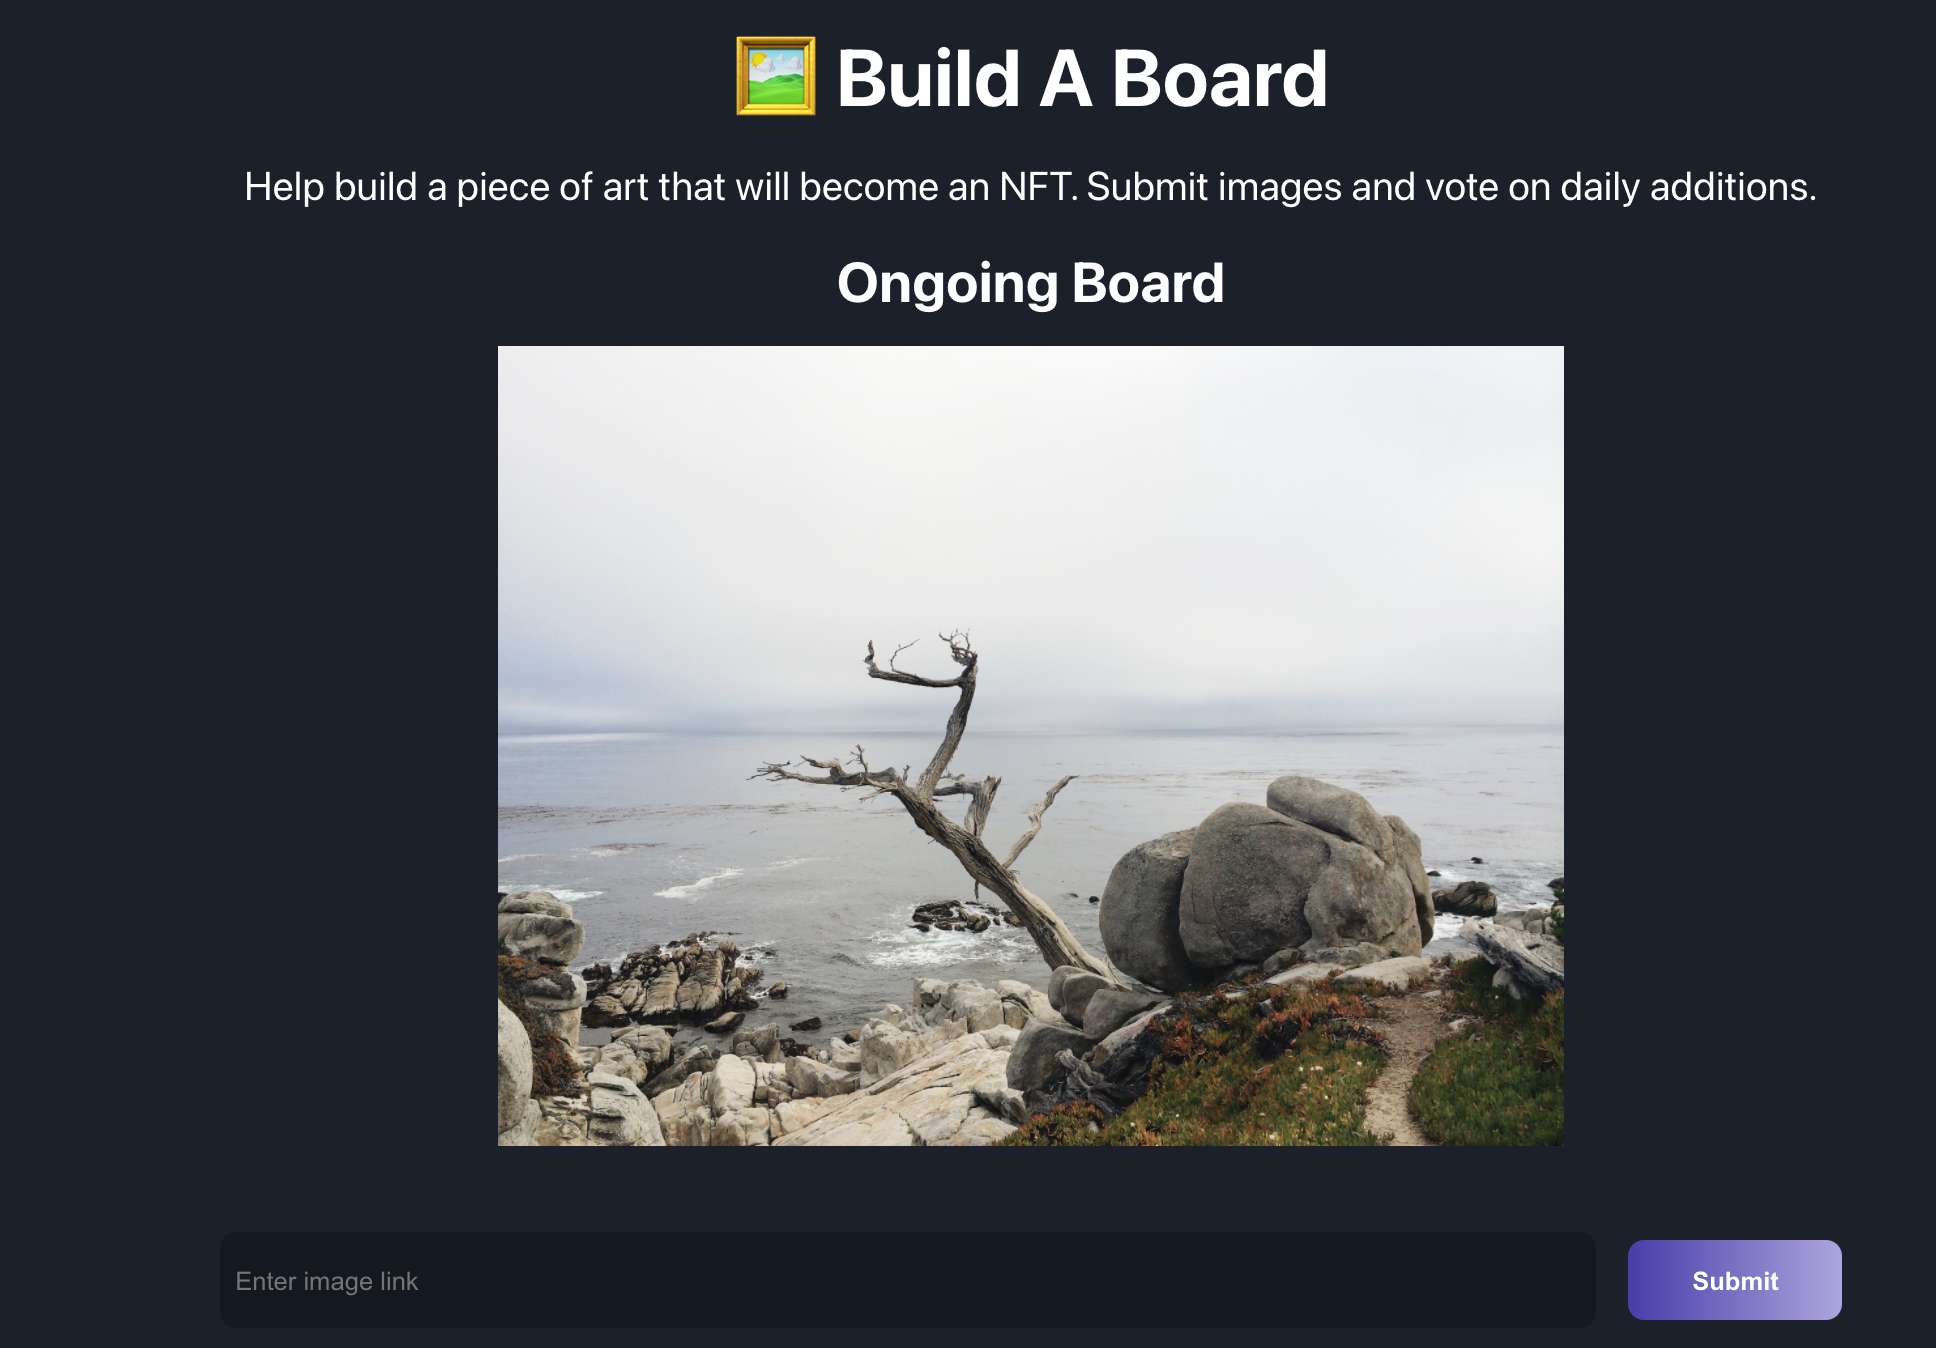 Build A Board
Help build a piece of art that will become an NFT. Submit images and vote on daily additions.
Ongoing Board
Enter image link
Submit